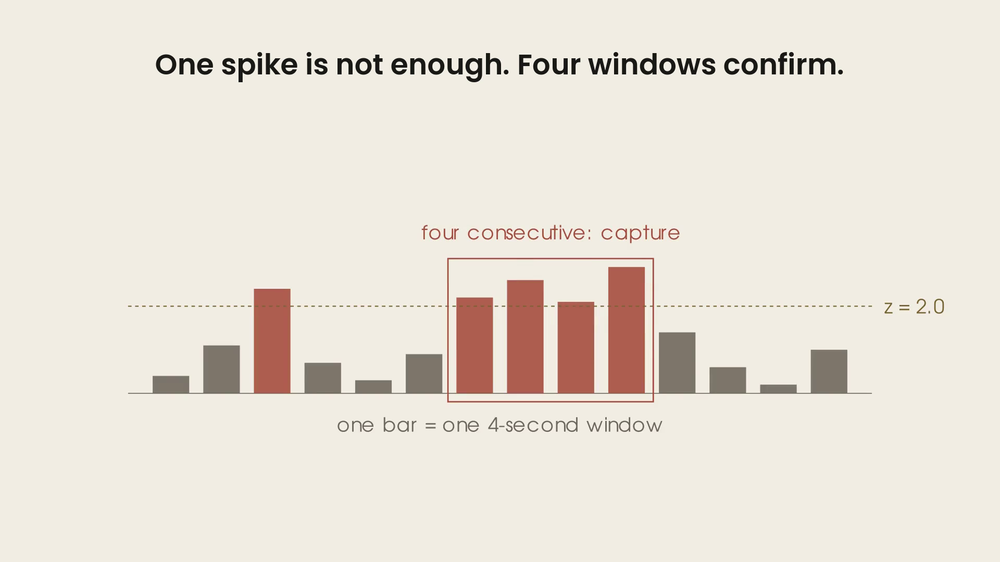 One spike is not enough. Four windows confirm.
four consecutive: capture
z = 2.0
one bar = one 4-second window